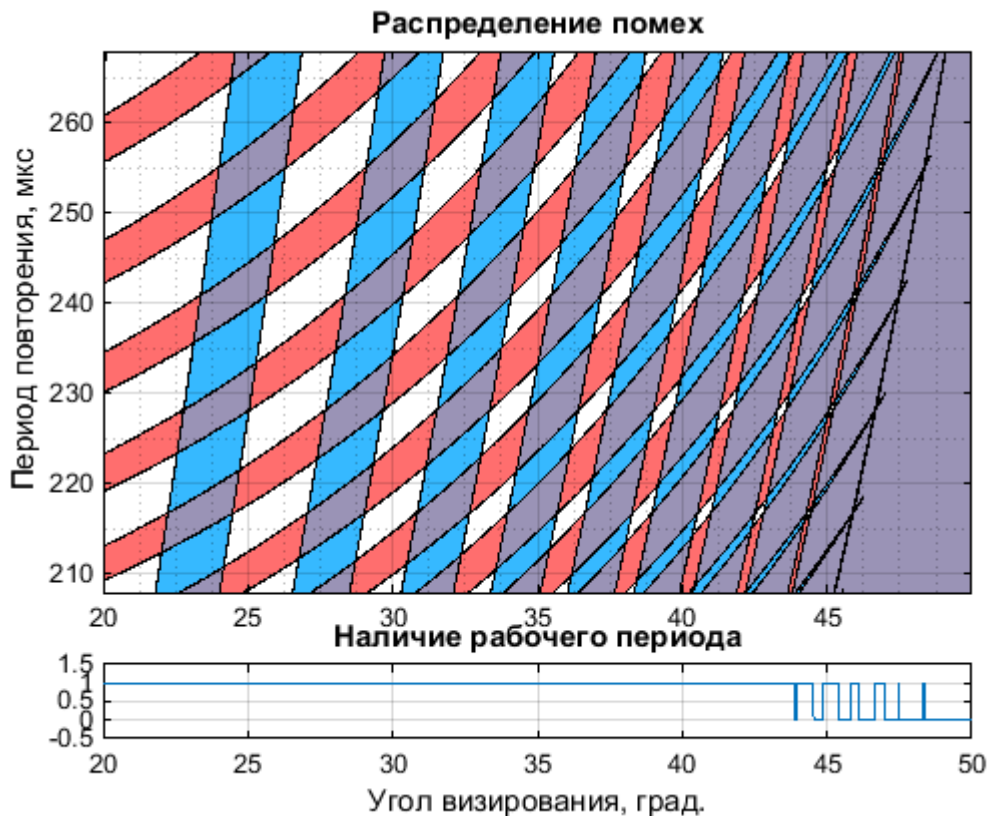 Распределение помех
Период повторения, мкс
260
250
240
230
220
210
20 25 30 35 40 45
Наличие рабочего периода
1.5
1
0.5
0
-0.5
20 25 30 35 40 45 50
Угол визирования, град.